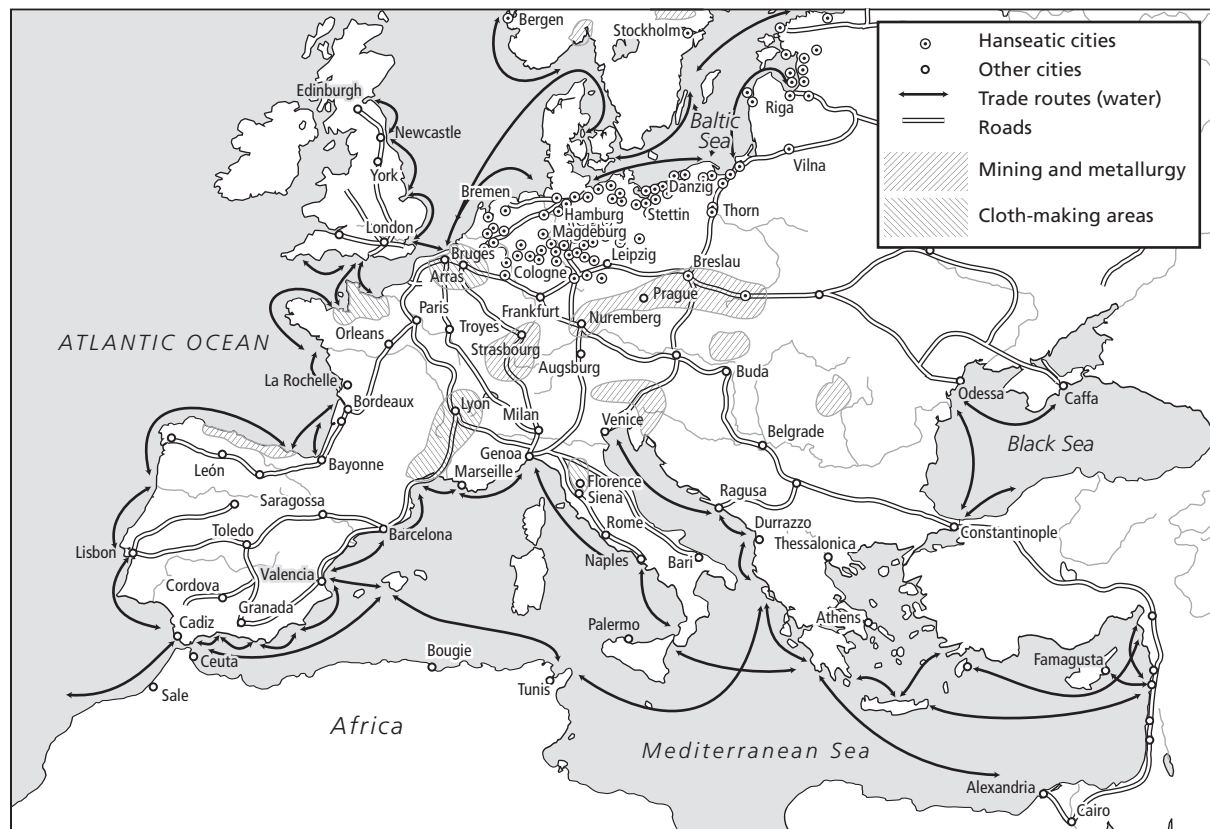 Bergen
Stockholm
Hanseatic cities
Other cities
Trade routes (water)
Roads
Mining and metallurgy
Cloth-making areas
Edinburgh
Newcastle
York
London
Baltic
Sea
Riga
Vilna
Danzig
Bremen
Hamburg
Stettin
Thorn
Magdeburg
Leipzig
Bruges
Arras
Cologne
Breslau
Prague
Paris
Frankfurt
Nuremberg
Orleans
Troyes
Strasbourg
Augsburg
ATLANTIC OCEAN
La Rochelle
Buda
Odessa
Caffa
Bordeaux
Lyon
Milan
Venice
Belgrade
Black Sea
León
Bayonne
Genoa
Marseille
Florence
Siena
Saragossa
Ragusa
Toledo
Barcelona
Rome
Durrazzo
Constantinople
Lisbon
Thessalonica
Naples
Bari
Cordova
Valencia
Granada
Cadiz
Palermo
Athens
Ceuta
Bougie
Famagusta
Sale
Tunis
Africa
Mediterranean Sea
Alexandria
Cairo